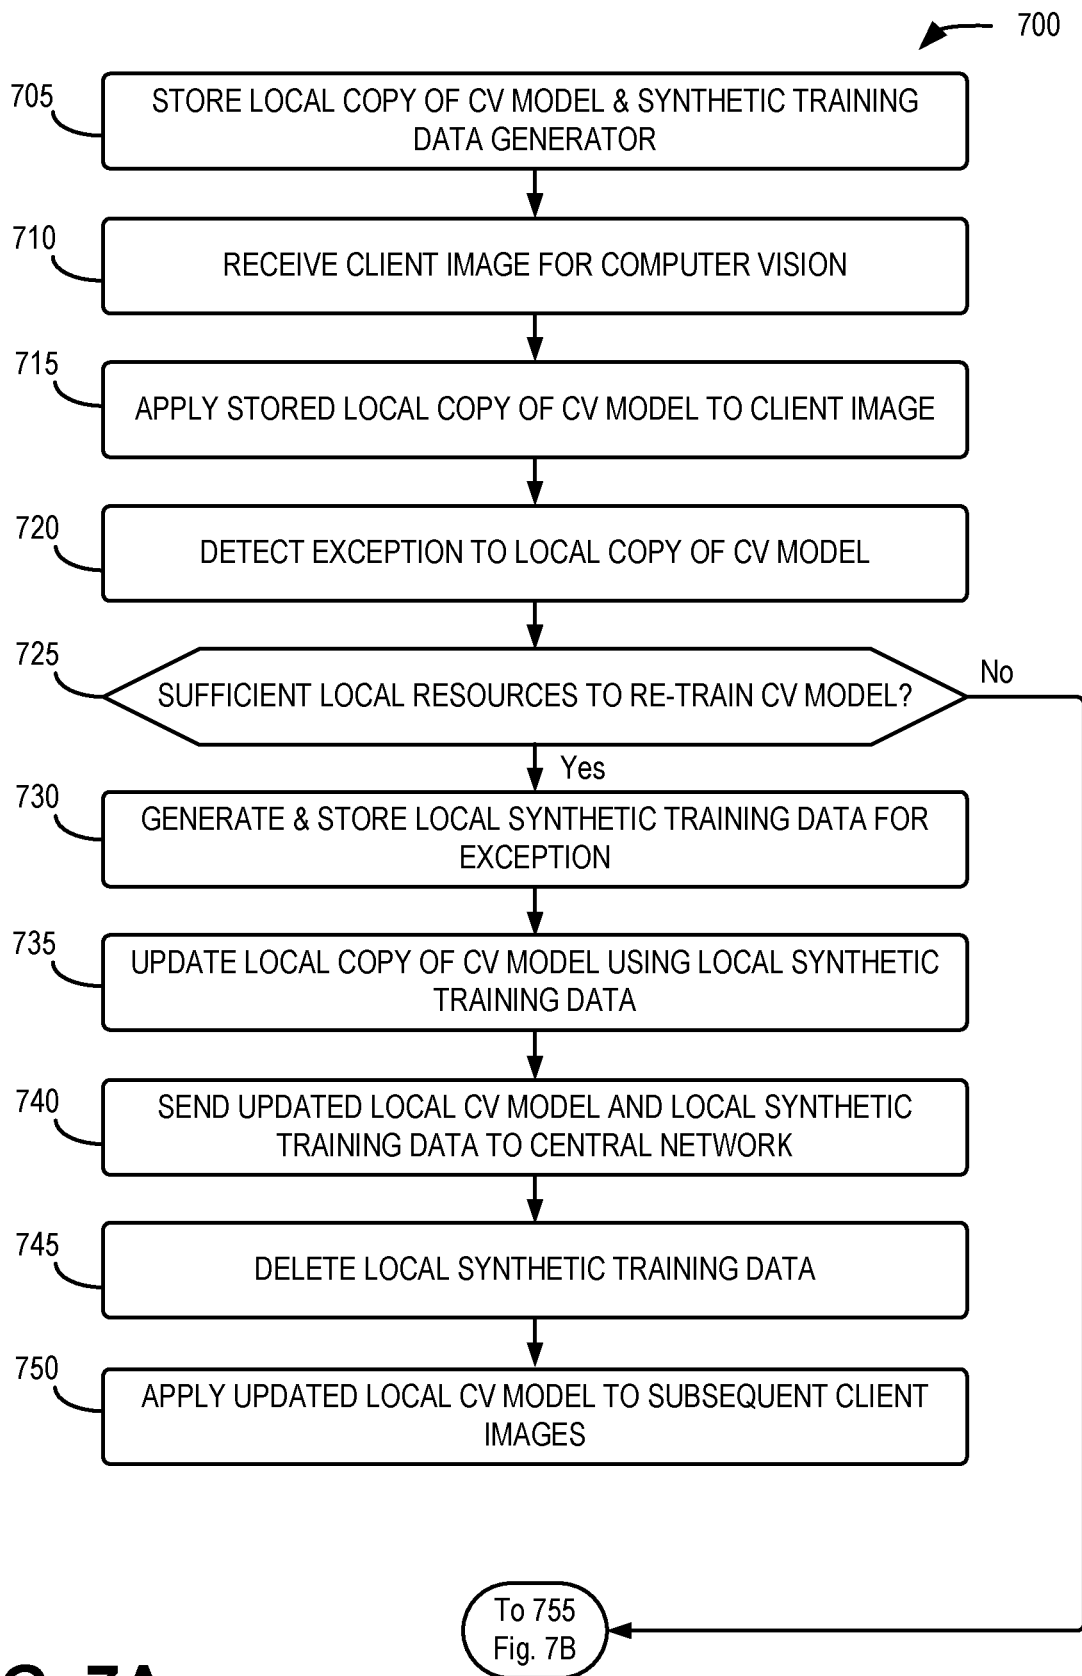 700
705
STORE LOCAL COPY OF CV MODEL & SYNTHETIC TRAINING
DATA GENERATOR
710
RECEIVE CLIENT IMAGE FOR COMPUTER VISION
715
APPLY STORED LOCAL COPY OF CV MODEL TO CLIENT IMAGE
720
DETECT EXCEPTION TO LOCAL COPY OF CV MODEL
725
SUFFICIENT LOCAL RESOURCES TO RE-TRAIN CV MODEL?
No
Yes
730
GENERATE & STORE LOCAL SYNTHETIC TRAINING DATA FOR
EXCEPTION
735
UPDATE LOCAL COPY OF CV MODEL USING LOCAL SYNTHETIC
TRAINING DATA
740
SEND UPDATED LOCAL CV MODEL AND LOCAL SYNTHETIC
TRAINING DATA TO CENTRAL NETWORK
745
DELETE LOCAL SYNTHETIC TRAINING DATA
750
APPLY UPDATED LOCAL CV MODEL TO SUBSEQUENT CLIENT
IMAGES
To 755
Fig. 7B